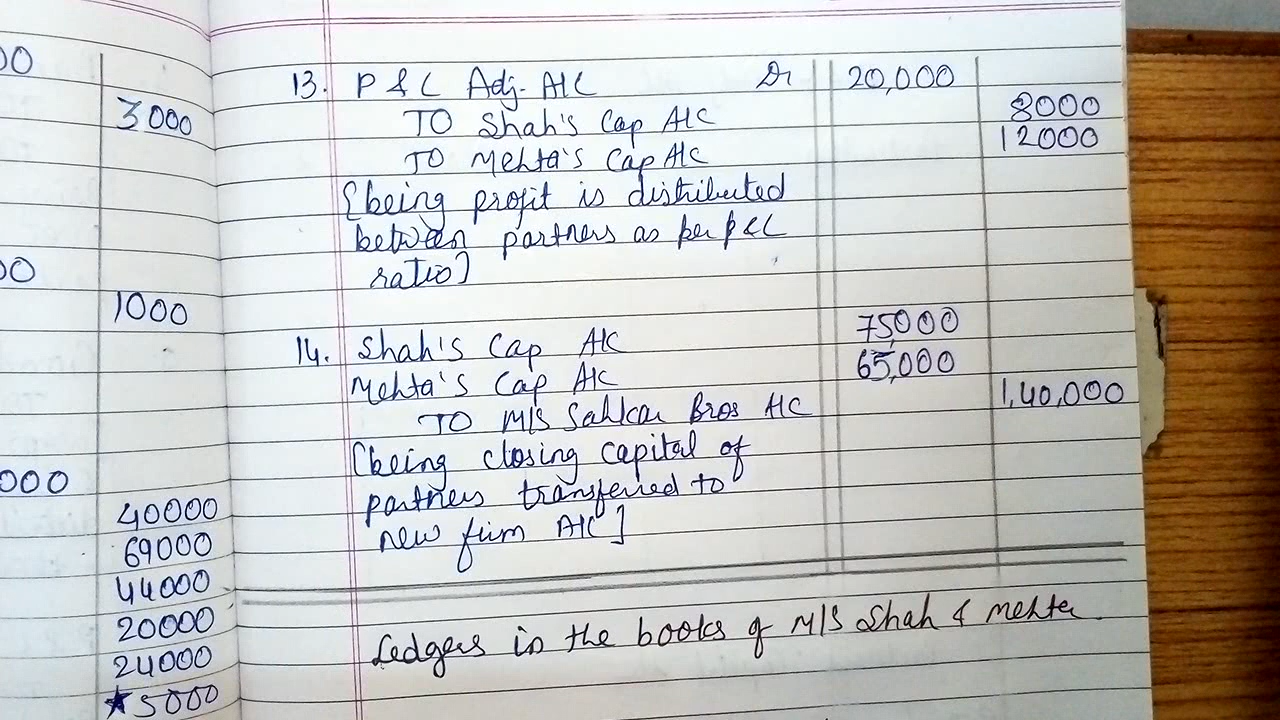 00
3000
00
1000
000
40000
69000
44000
20000
24000
★5000
13. P & L Adj. A/C Dr 20,000
TO Shah's Cap A/C 8000
TO Mehta's Cap A/C 12000
[being profit is distributed
between partners as per P & L
ratio]
14. Shah's Cap A/C 75,000
Mehta's Cap A/C 65,000
TO M/S Sahkar Bros A/C 1,40,000
[being closing capital of
partners transferred to
new firm A/C]
Ledgers in the books of M/S Shah & Mehta.